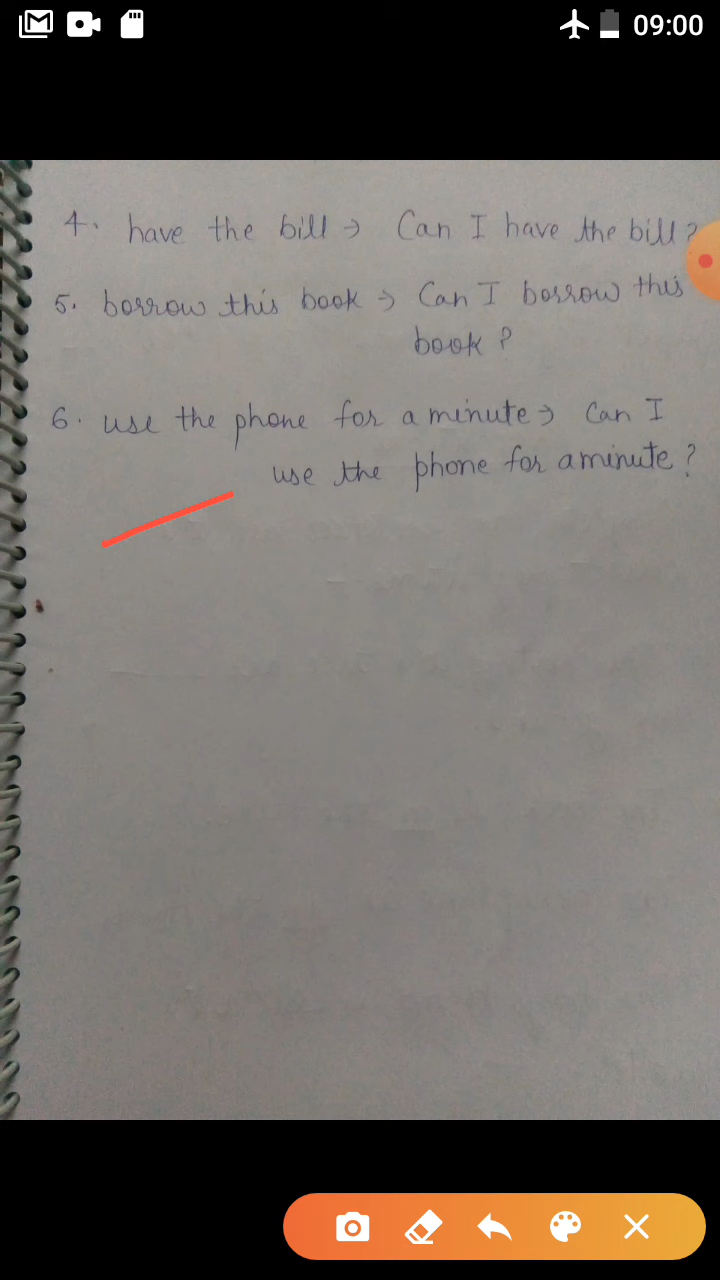 09:00
4. have the bill → Can I have the bill?
5. borrow this book → Can I borrow this
book ?
6. use the phone for a minute → Can I
use the phone for a minute ?